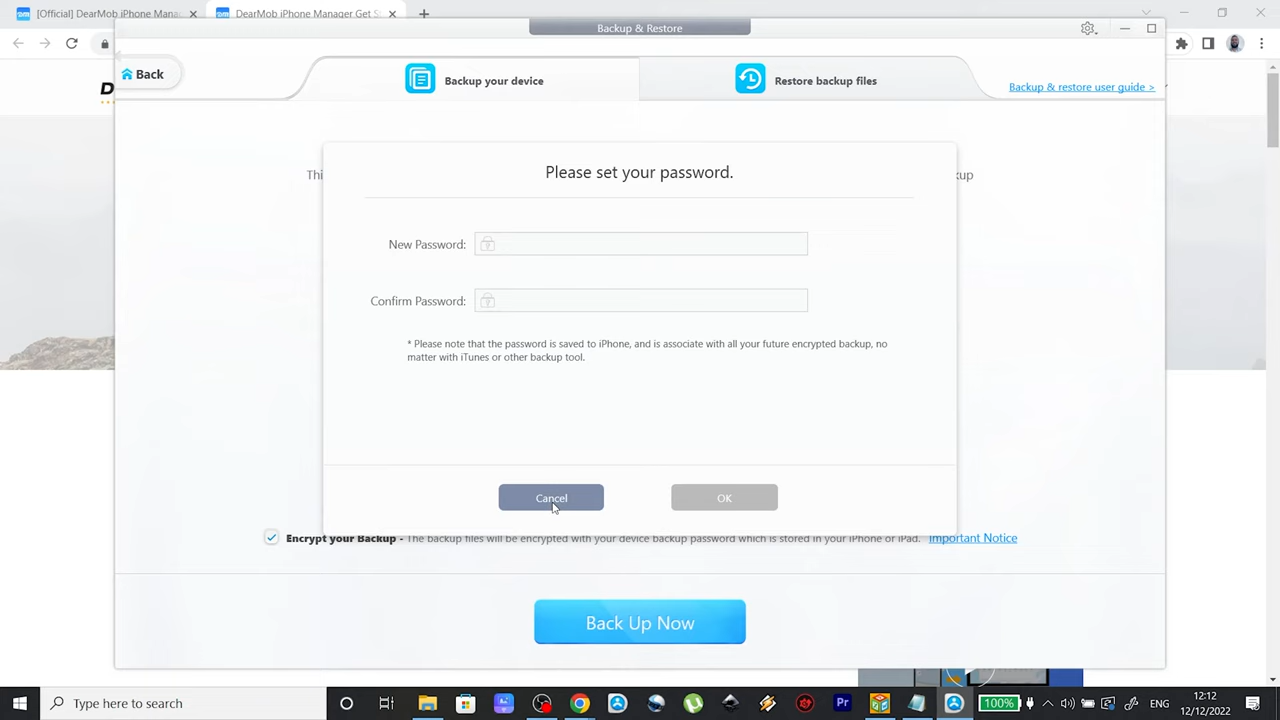 [Official] DearMob iPhone Mana
DearMob iPhone Manager Get S
Backup & Restore
Back
Backup your device
Restore backup files
Backup & restore user guide >
D
Thi
kup
Please set your password.
New Password:
Confirm Password:
* Please note that the password is saved to iPhone, and is associate with all your future encrypted backup, no
matter with iTunes or other backup tool.
Cancel
OK
Encrypt your Backup - The backup files will be encrypted with your device backup password which is stored in your iPhone or iPad. Important Notice
Back Up Now
Type here to search
Pr
100%
ENG
12:12
12/12/2022